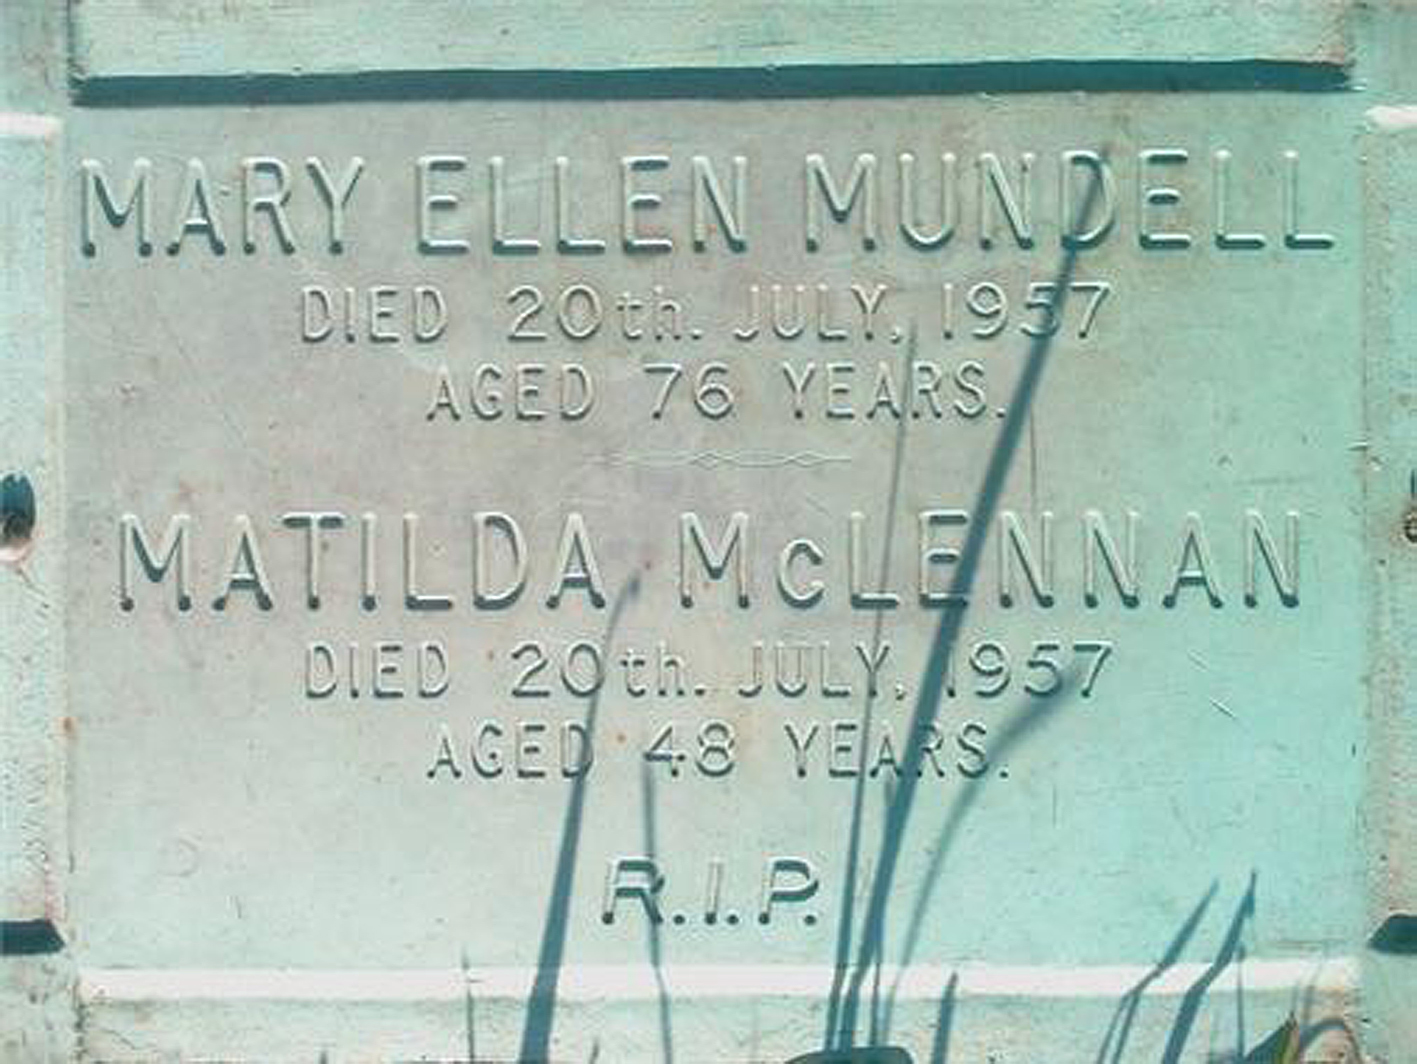 MARY ELLEN MUNDELL
DIED 20th. JULY, 1957
AGED 76 YEARS.
MATILDA McLENNAN
DIED 20th. JULY, 1957
AGED 48 YEARS.
R.I.P.